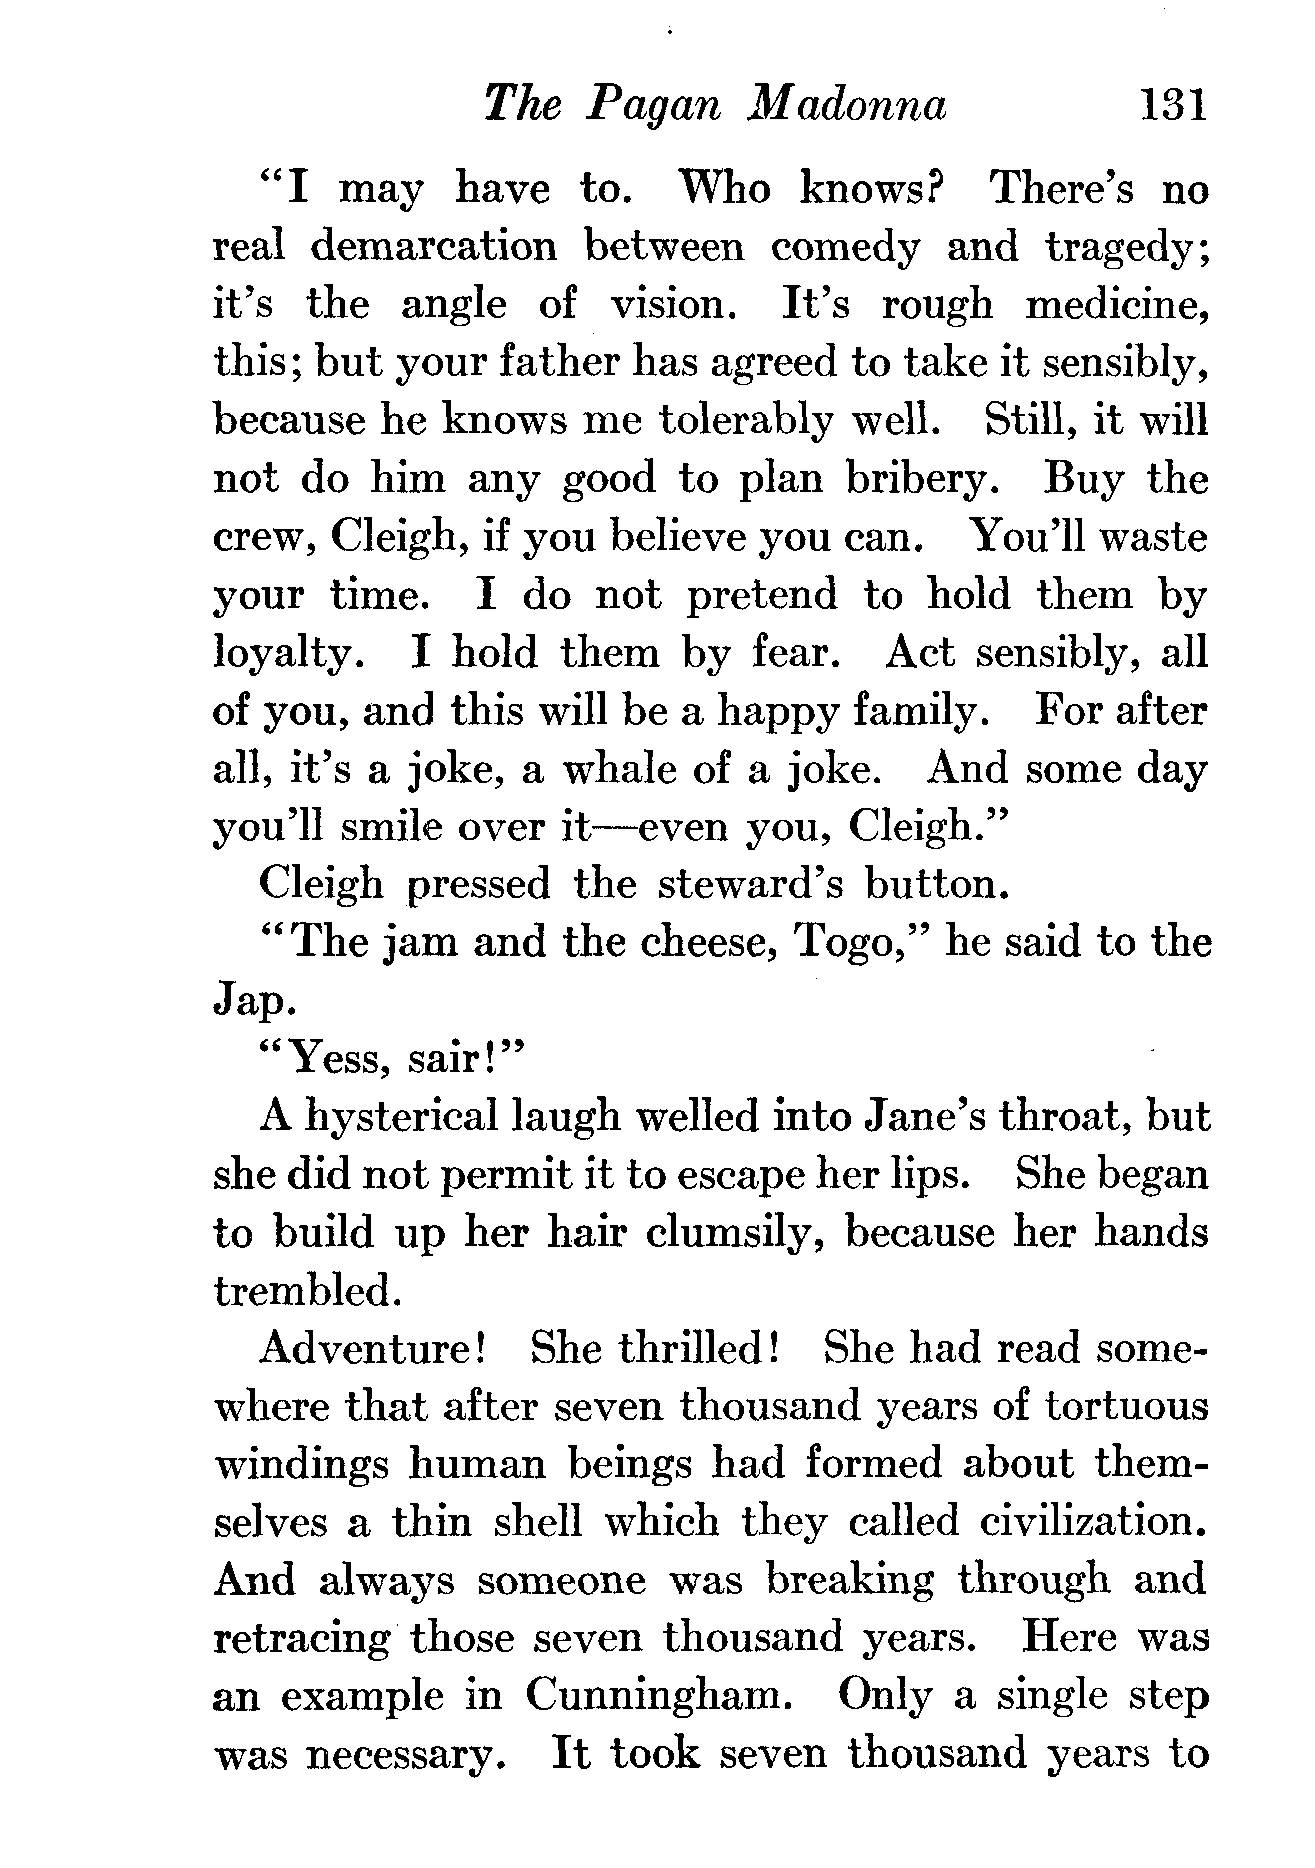 The Pagan Madonna 131
“I may have to. Who knows? There’s no
real demarcation between comedy and tragedy;
it’s the angle of vision. It’s rough medicine,
this; but your father has agreed to take it sensibly,
because he knows me tolerably well. Still, it will
not do him any good to plan bribery. Buy the
crew, Cleigh, if you believe you can. You’ll waste
your time. I do not pretend to hold them by
loyalty. I hold them by fear. Act sensibly, all
of you, and this will be a happy family. For after
all, it’s a joke, a whale of a joke. And some day
you’ll smile over it—even you, Cleigh.”
Cleigh pressed the steward’s button.
“The jam and the cheese, Togo,” he said to the
Jap.
“Yess, sair!”
A hysterical laugh welled into Jane’s throat, but
she did not permit it to escape her lips. She began
to build up her hair clumsily, because her hands
trembled.
Adventure! She thrilled! She had read some-
where that after seven thousand years of tortuous
windings human beings had formed about them-
selves a thin shell which they called civilization.
And always someone was breaking through and
retracing those seven thousand years. Here was
an example in Cunningham. Only a single step
was necessary. It took seven thousand years to